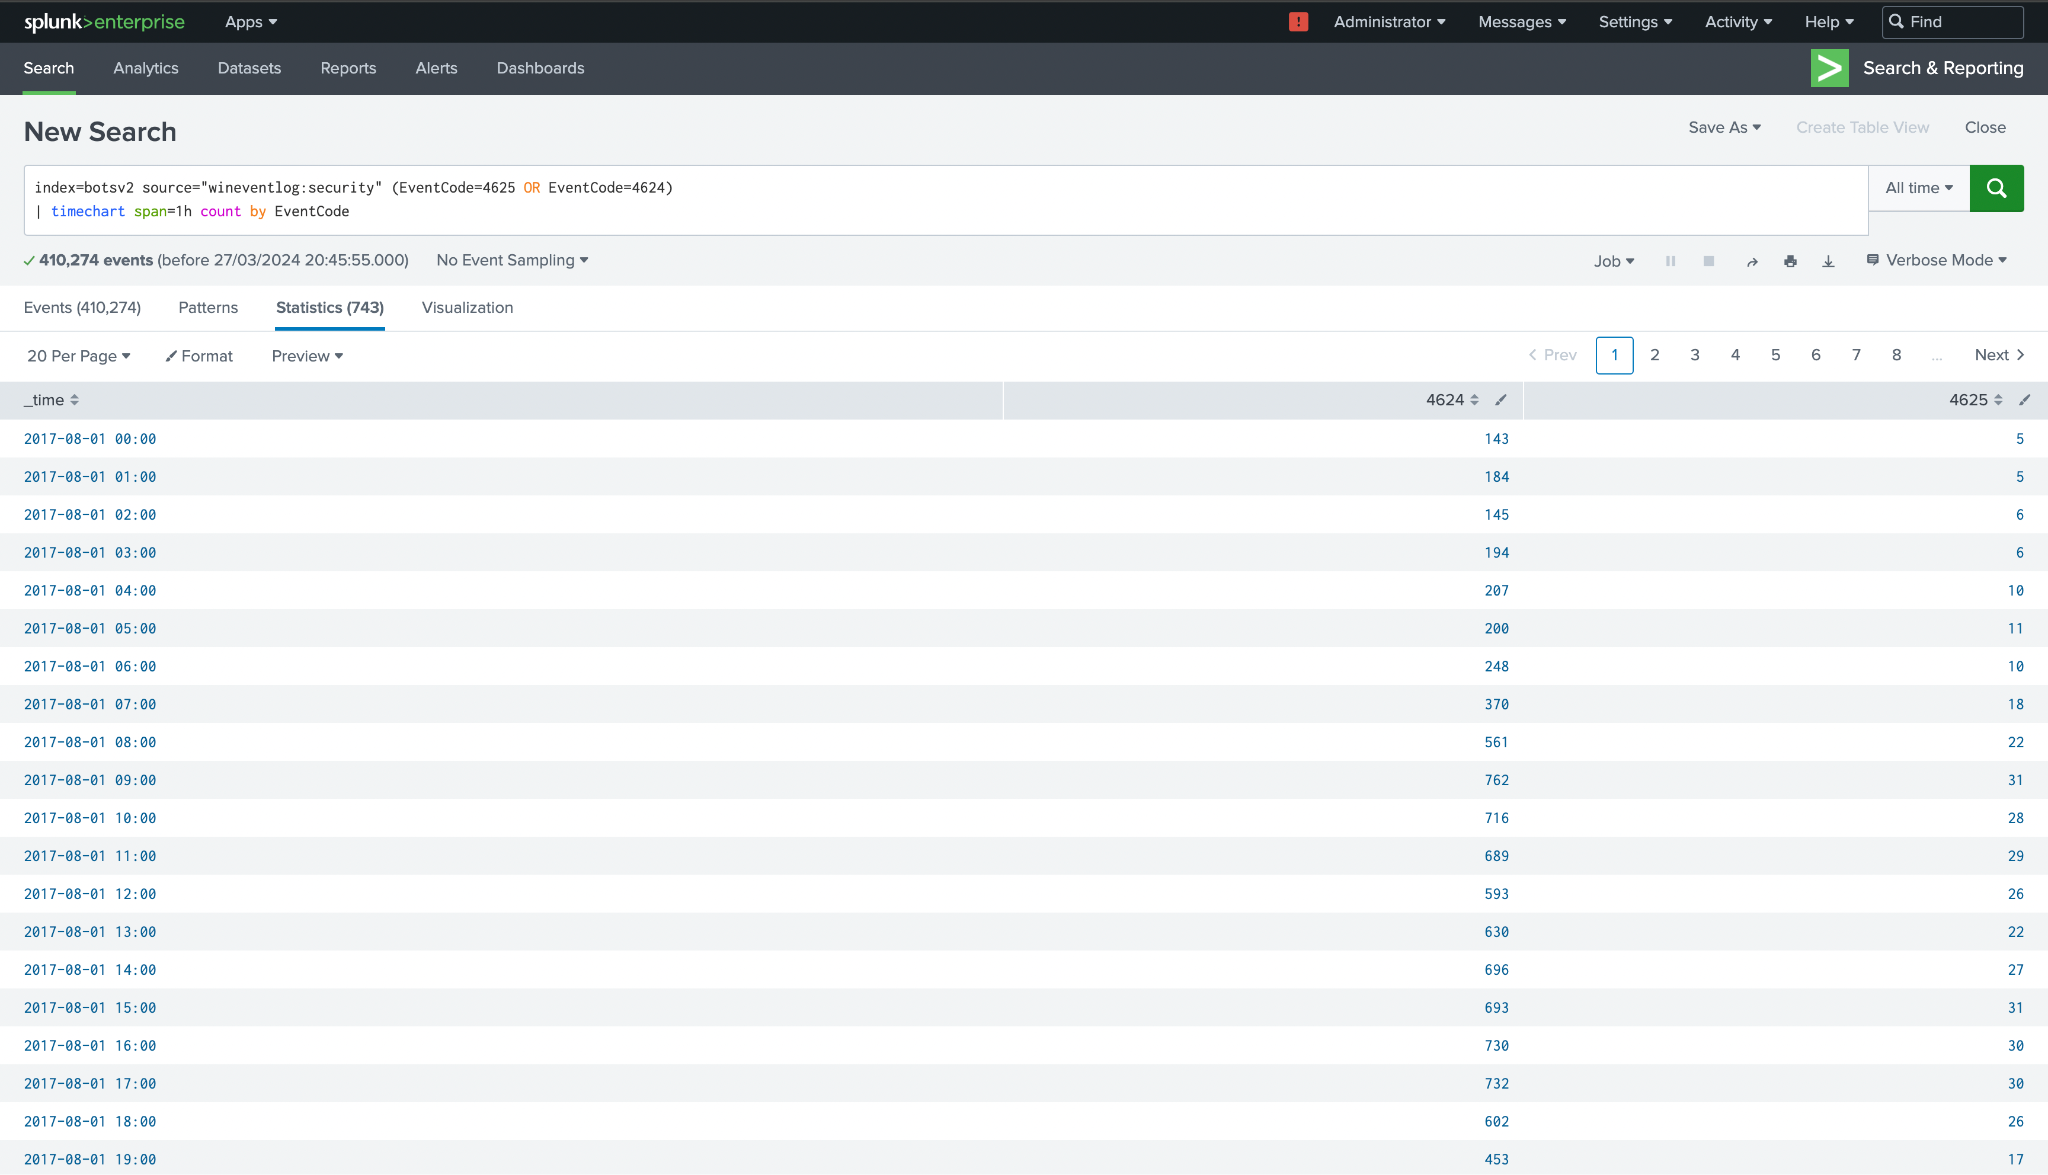 splunk>enterprise Apps ! Administrator Messages Settings Activity Help Find
Search Analytics Datasets Reports Alerts Dashboards > Search & Reporting
New Search Save As Create Table View Close
index=botsv2 source="wineventlog:security" (EventCode=4625 OR EventCode=4624) All time
| timechart span=1h count by EventCode
410,274 events (before 27/03/2024 20:45:55.000) No Event Sampling Job Verbose Mode
Events (410,274) Patterns Statistics (743) Visualization
20 Per Page Format Preview < Prev 1 2 3 4 5 6 7 8 ... Next >
_time 4624 4625
2017-08-01 00:00 143 5
2017-08-01 01:00 184 5
2017-08-01 02:00 145 6
2017-08-01 03:00 194 6
2017-08-01 04:00 207 10
2017-08-01 05:00 200 11
2017-08-01 06:00 248 10
2017-08-01 07:00 370 18
2017-08-01 08:00 561 22
2017-08-01 09:00 762 31
2017-08-01 10:00 716 28
2017-08-01 11:00 689 29
2017-08-01 12:00 593 26
2017-08-01 13:00 630 22
2017-08-01 14:00 696 27
2017-08-01 15:00 693 31
2017-08-01 16:00 730 30
2017-08-01 17:00 732 30
2017-08-01 18:00 602 26
2017-08-01 19:00 453 17